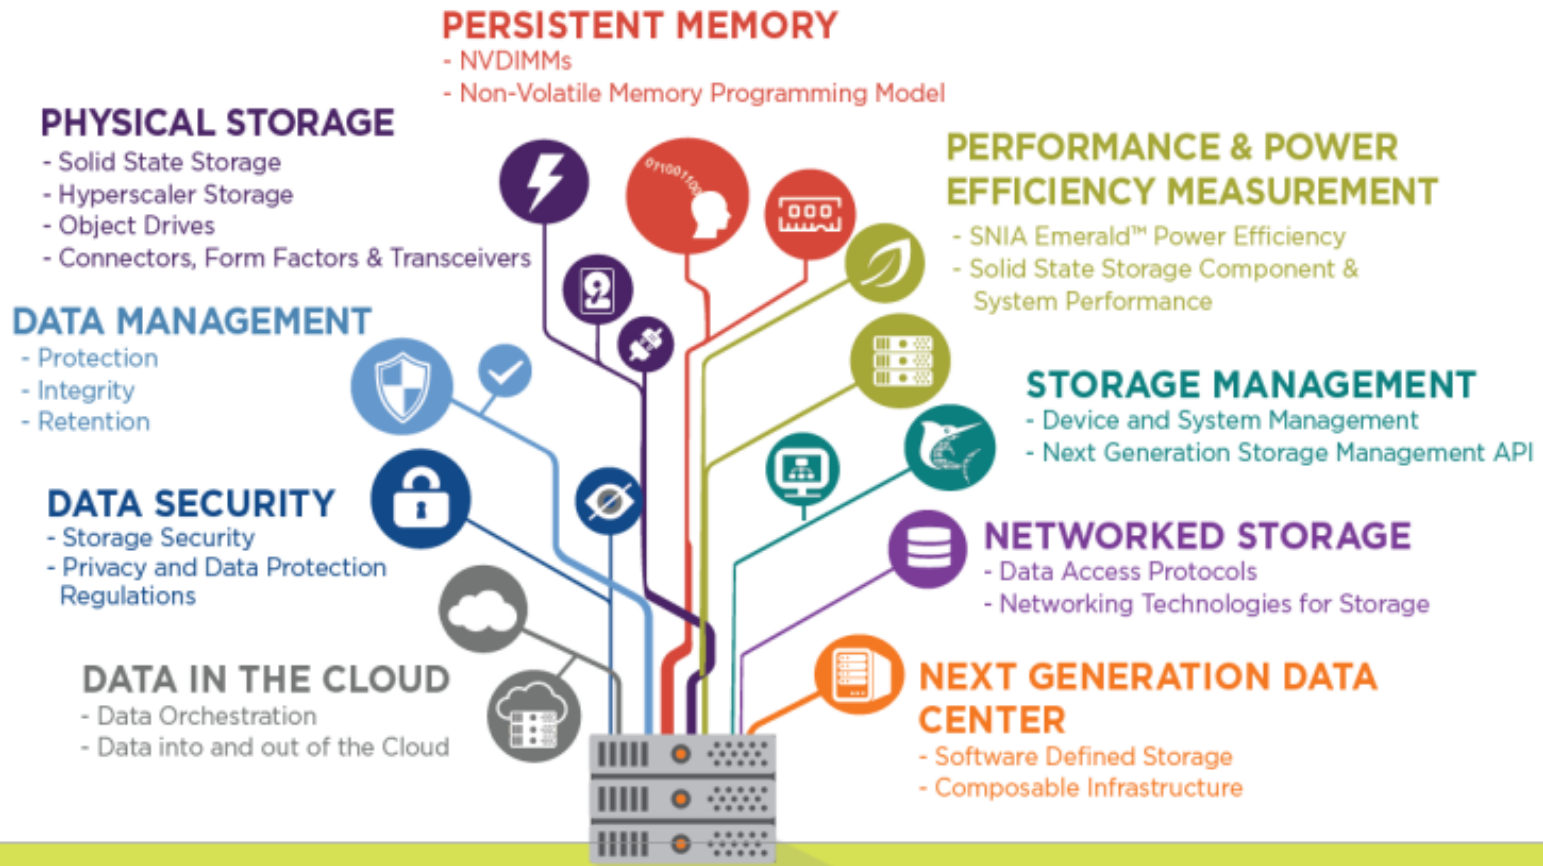 PERSISTENT MEMORY
- NVDIMMs
- Non-Volatile Memory Programming Model
PHYSICAL STORAGE
- Solid State Storage
- Hyperscaler Storage
- Object Drives
- Connectors, Form Factors & Transceivers
DATA MANAGEMENT
- Protection
- Integrity
- Retention
DATA SECURITY
- Storage Security
- Privacy and Data Protection
Regulations
DATA IN THE CLOUD
- Data Orchestration
- Data into and out of the Cloud
011001100
PERFORMANCE & POWER
EFFICIENCY MEASUREMENT
- SNIA Emerald™ Power Efficiency
- Solid State Storage Component &
System Performance
STORAGE MANAGEMENT
- Device and System Management
- Next Generation Storage Management API
NETWORKED STORAGE
- Data Access Protocols
- Networking Technologies for Storage
NEXT GENERATION DATA
CENTER
- Software Defined Storage
- Composable Infrastructure